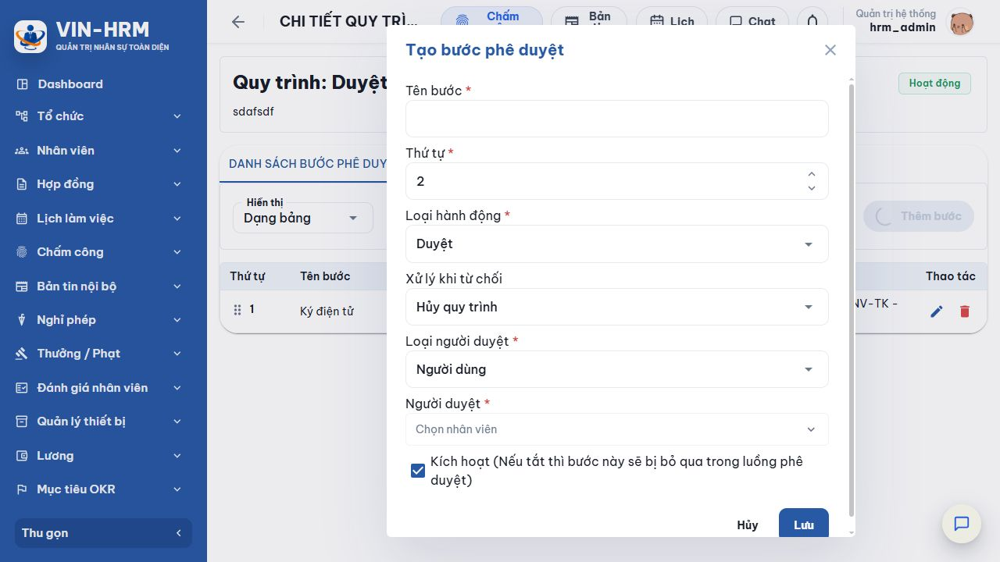 VIN-HRM
QUẢN TRỊ NHÂN SỰ TOÀN DIỆN
Dashboard
Tổ chức
Nhân viên
Hợp đồng
Lịch làm việc
Chấm công
Bản tin nội bộ
Nghỉ phép
Thưởng / Phạt
Đánh giá nhân viên
Quản lý thiết bị
Lương
Mục tiêu OKR
Thu gọn
CHI TIẾT QUY TRÌ...
Chấm
Bản
Lịch
Chat
Quản trị hệ thống
hrm_admin
Quy trình: Duyệt
sdafsdf
Hoạt động
DANH SÁCH BƯỚC PHÊ DUY
Hiển thị
Dạng bảng
Thêm bước
Thứ tự
Tên bước
Thao tác
1
Ký điện tử
NV-TK -
Tạo bước phê duyệt
Tên bước *
Thứ tự *
2
Loại hành động *
Duyệt
Xử lý khi từ chối
Hủy quy trình
Loại người duyệt *
Người dùng
Người duyệt *
Chọn nhân viên
Kích hoạt (Nếu tắt thì bước này sẽ bị bỏ qua trong luồng phê
duyệt)
Hủy
Lưu